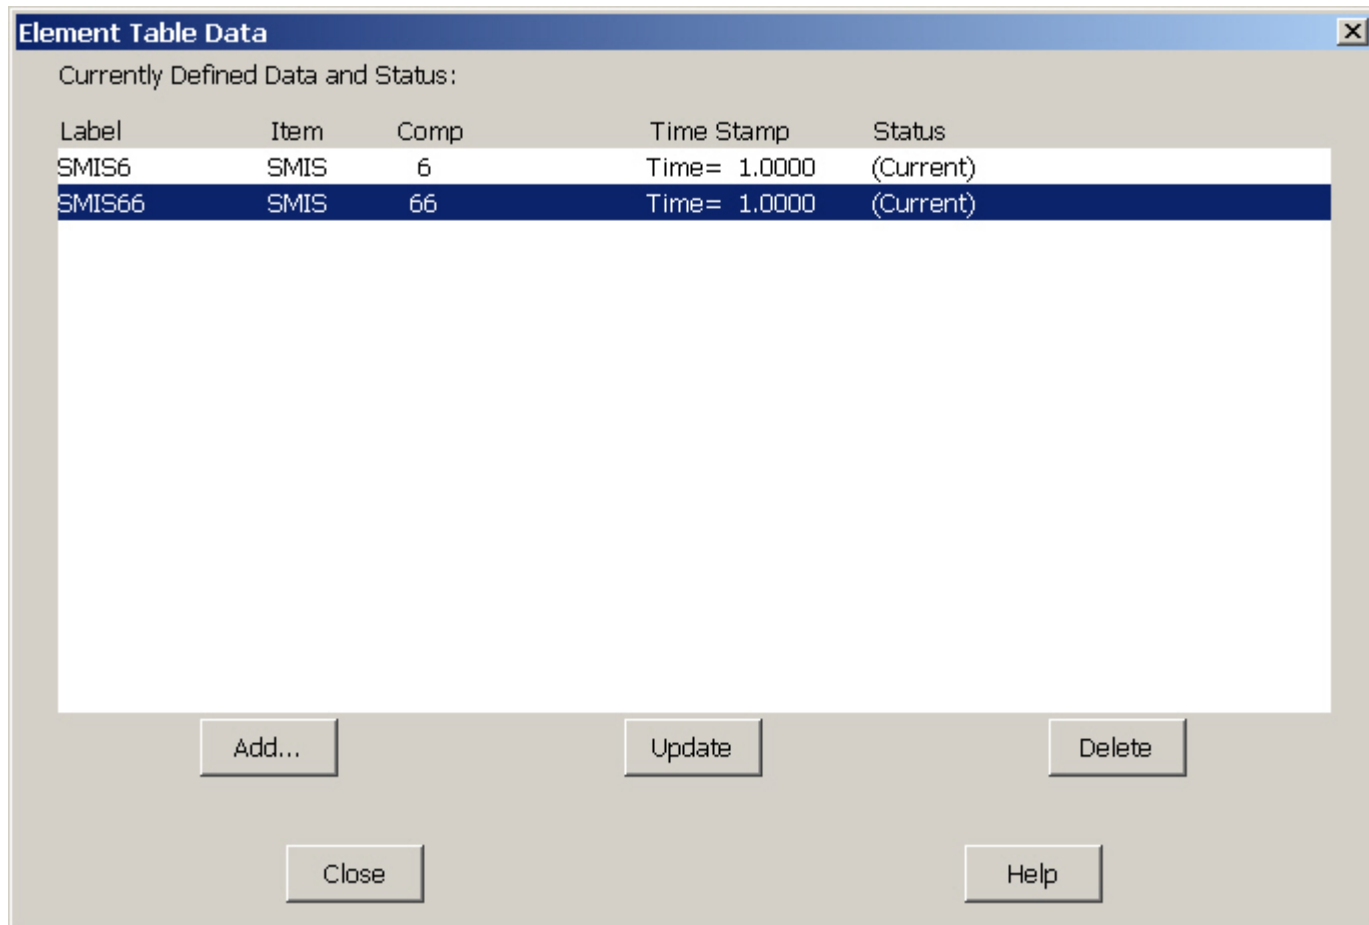 Element Table Data
Currently Defined Data and Status:
Label Item Comp Time Stamp Status
SMIS6 SMIS 6 Time= 1.0000 (Current)
SMIS66 SMIS 66 Time= 1.0000 (Current)
Add... Update Delete
Close Help